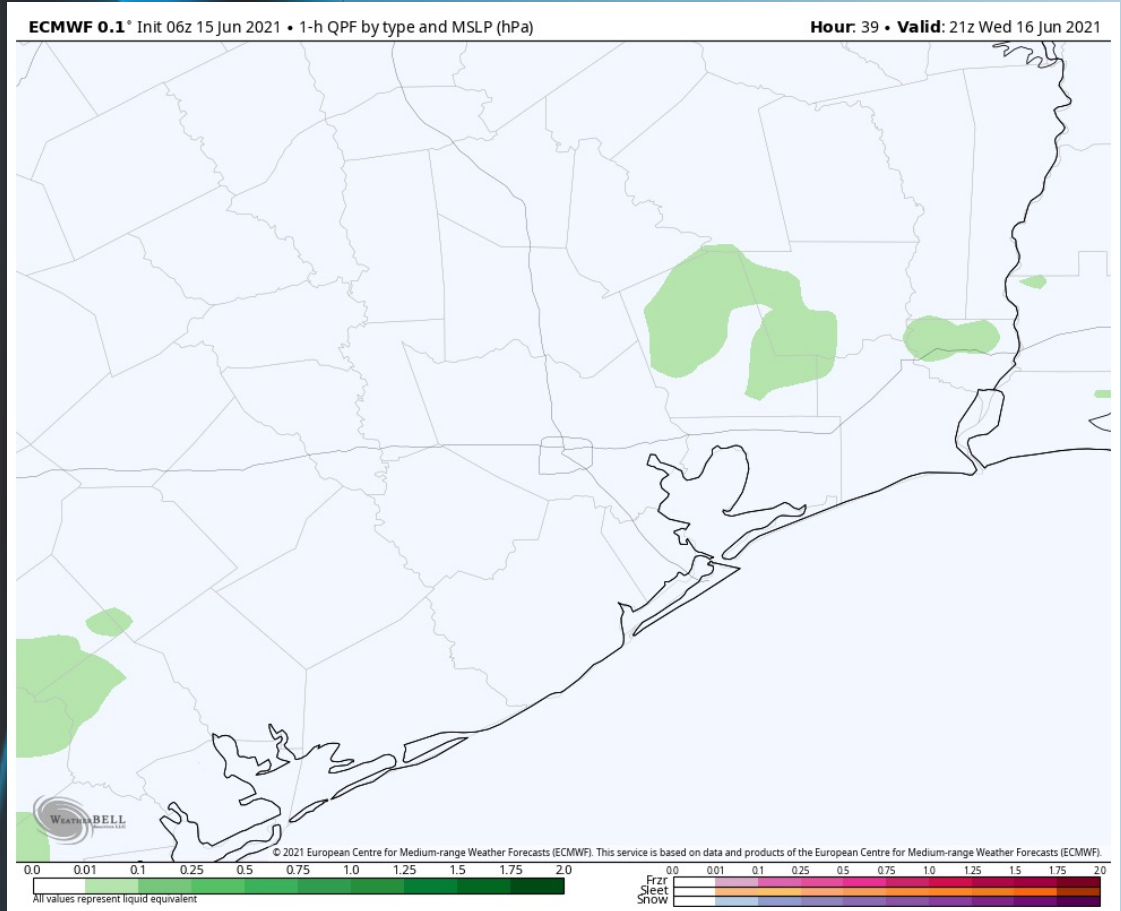 ECMWF 0.1° Init 06z 15 Jun 2021 • 1-h QPF by type and MSLP (hPa)
Hour: 39 • Valid: 21z Wed 16 Jun 2021
WEATHERBELL
© 2021 European Centre for Medium-range Weather Forecasts (ECMWF). This service is based on data and products of the European Centre for Medium-range Weather Forecasts (ECMWF).
0.0 0.01 0.1 0.25 0.5 0.75 1.0 1.25 1.5 1.75 2.0
All values represent liquid equivalent
0.0 0.01 0.1 0.25 0.5 0.75 1.0 1.25 1.5 1.75 2.0
Frzr
Sleet
Snow